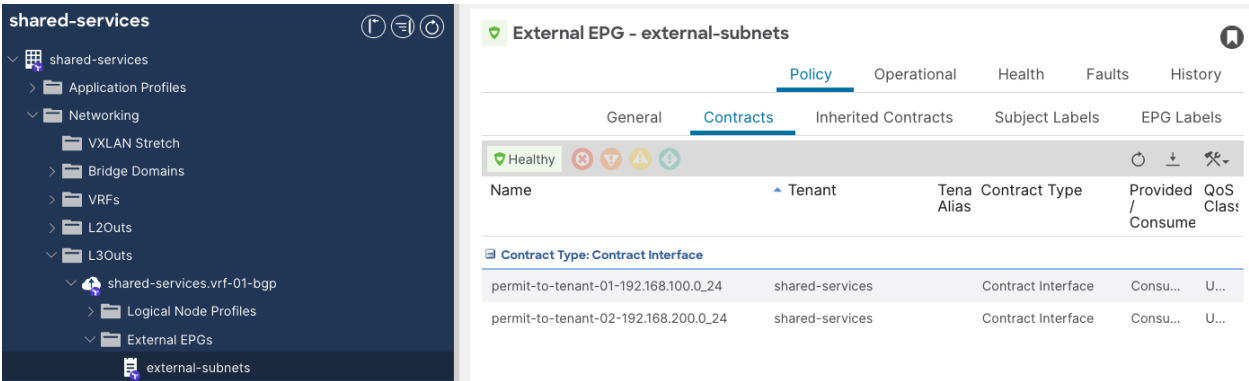 shared-services
shared-services
Application Profiles
Networking
VXLAN Stretch
Bridge Domains
VRFs
L2Outs
L3Outs
shared-services.vrf-01-bgp
Logical Node Profiles
External EPGs
external-subnets
External EPG - external-subnets
Policy Operational Health Faults History
General Contracts Inherited Contracts Subject Labels EPG Labels
Healthy
Name Tenant Tena Contract Type Provided QoS
Alias / Class
Consume
Contract Type: Contract Interface
permit-to-tenant-01-192.168.100.0_24 shared-services Contract Interface Consu... U...
permit-to-tenant-02-192.168.200.0_24 shared-services Contract Interface Consu... U...